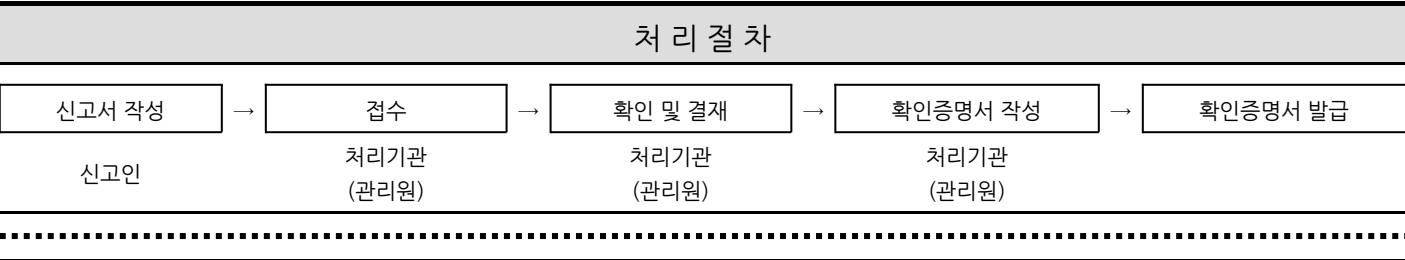 처 리 절 차
신고서 작성 → 접수 → 확인 및 결재 → 확인증명서 작성 → 확인증명서 발급
신고인 처리기관 처리기관 처리기관
(관리원) (관리원) (관리원)